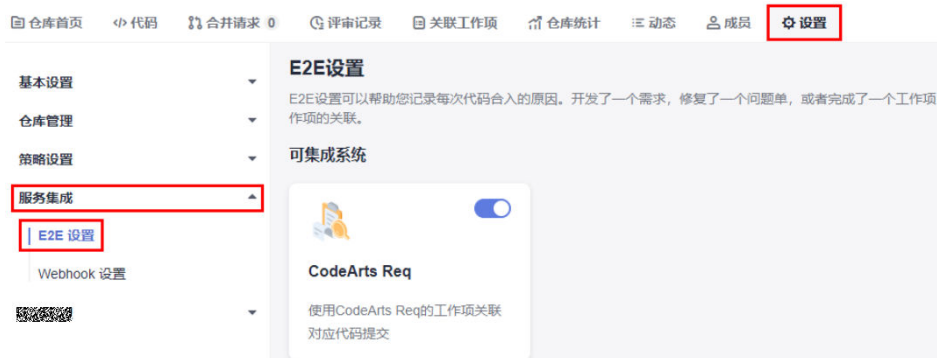 仓库首页 </> 代码 合并请求 0 评审记录 关联工作项 仓库统计 动态 成员 设置
基本设置
仓库管理
策略设置
服务集成
E2E 设置
Webhook 设置
E2E设置
E2E设置可以帮助您记录每次代码合入的原因。开发了一个需求，修复了一个问题单，或者完成了一个工作项
作项的关联。
可集成系统
CodeArts Req
使用CodeArts Req的工作项关联
对应代码提交